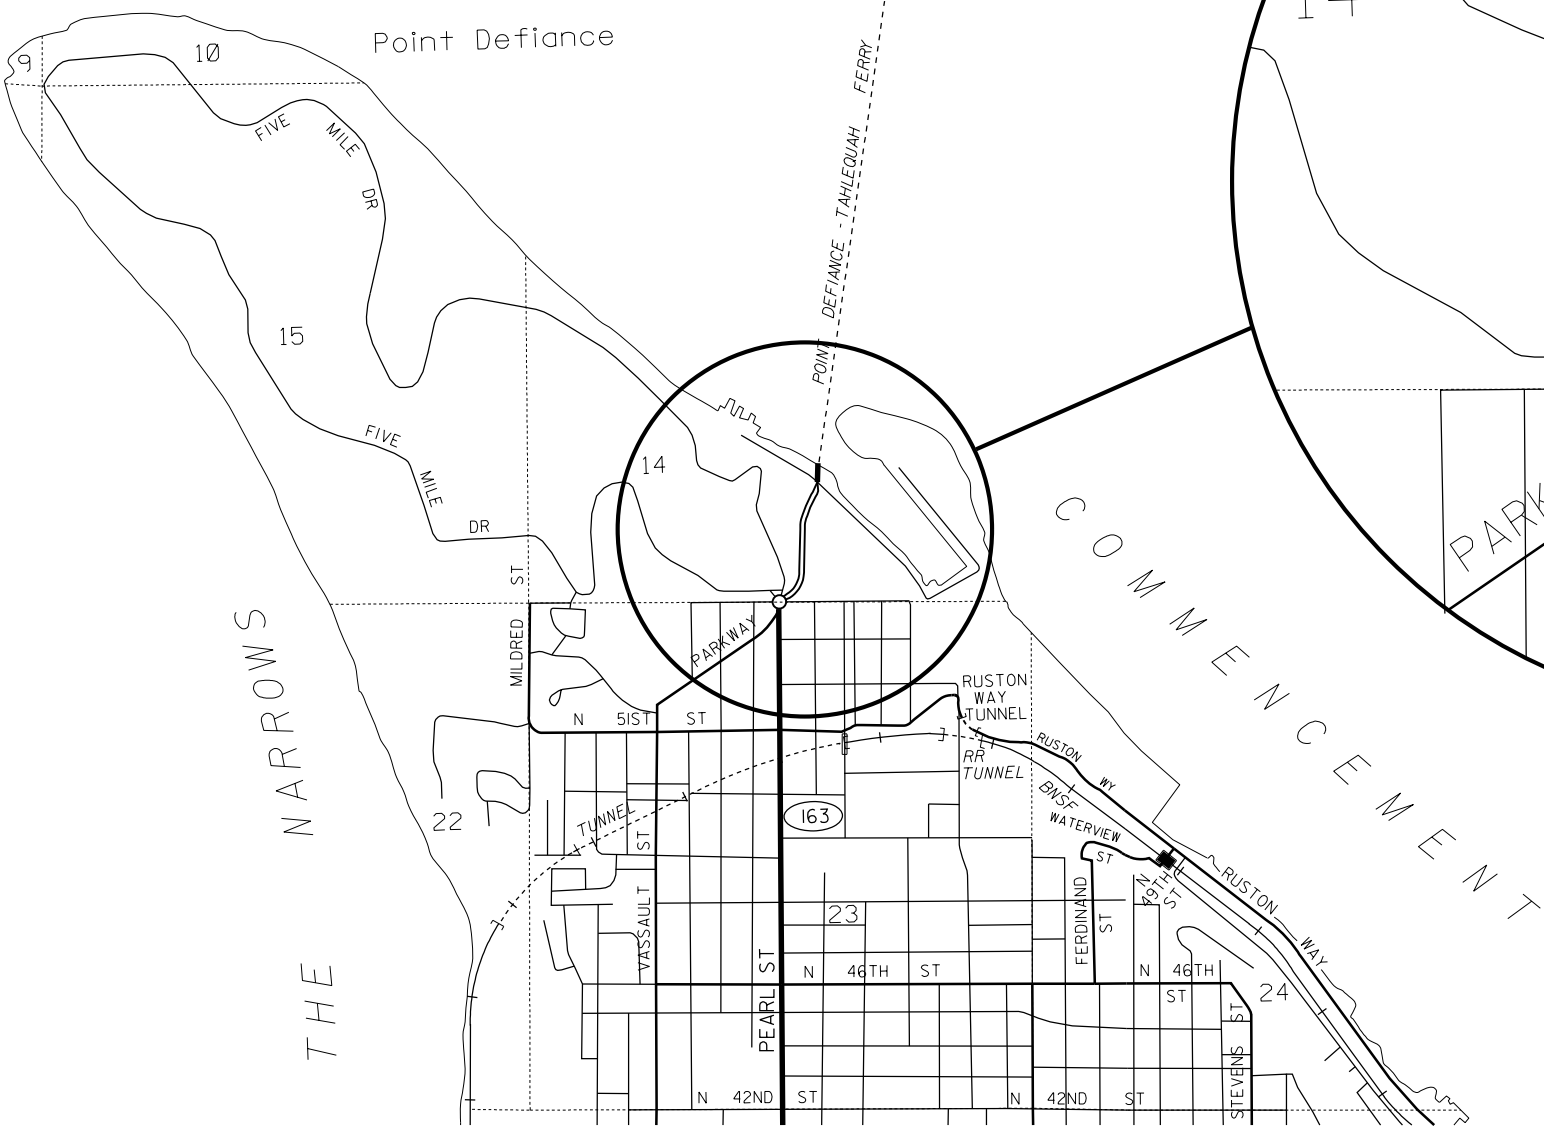 Point Defiance
9
10
14
FIVE MILE DR
POINT DEFIANCE - TAHLEQUAH FERRY
15
FIVE MILE DR
14
PARK
COMMENCEMENT
MILDRED ST
PARKWAY
THE NARROWS
N 51ST ST
RUSTON
WAY
TUNNEL
RR
TUNNEL
RUSTON WY
BNSF
WATERVIEW
ST
TUNNEL
22
163
N
49TH
ST
RUSTON WAY
VASSAULT ST
23
FERDINAND
ST
PEARL ST
N 46TH ST
N 46TH
ST
24
STEVENS ST
N 42ND ST
N 42ND ST